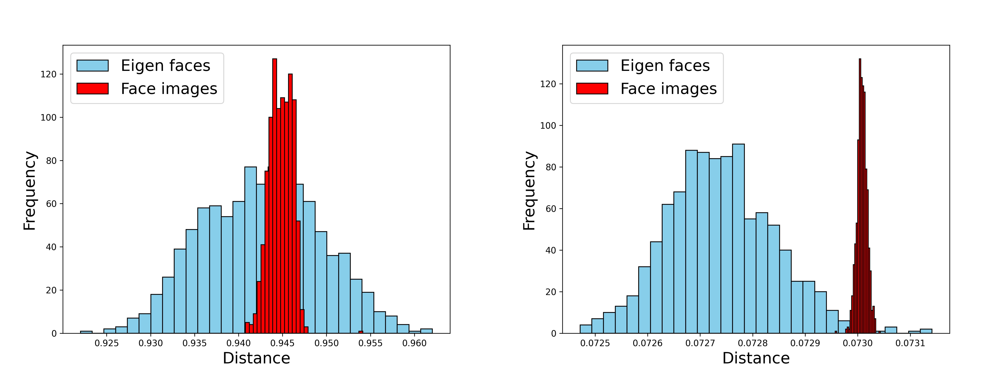 Eigen faces
Face images
Frequency
0
20
40
60
80
100
120
0.925 0.930 0.935 0.940 0.945 0.950 0.955 0.960
Distance
Eigen faces
Face images
Frequency
0
20
40
60
80
100
120
0.0725 0.0726 0.0727 0.0728 0.0729 0.0730 0.0731
Distance